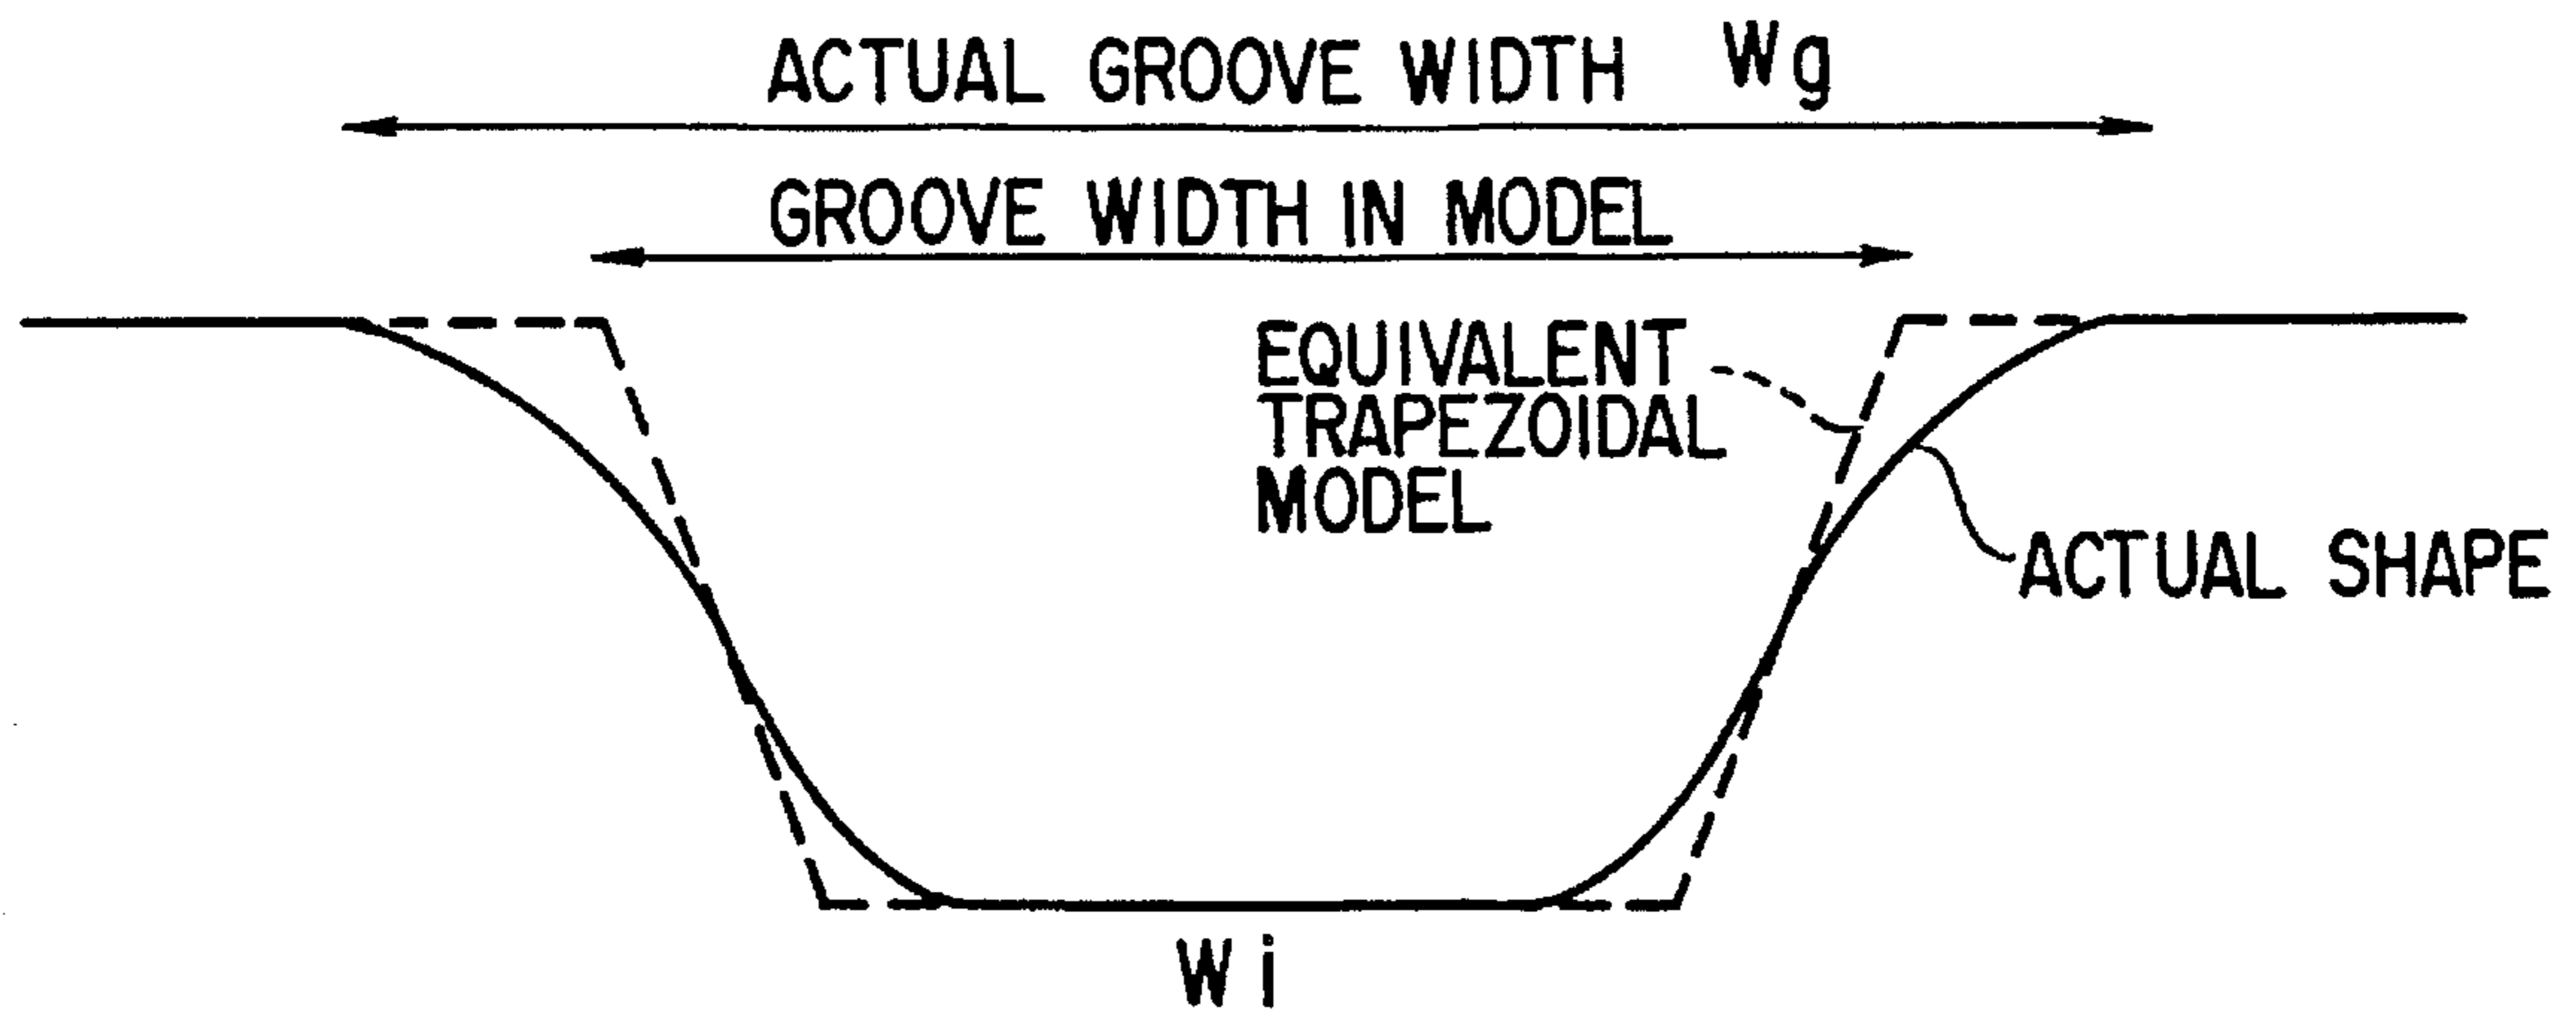 ACTUAL GROOVE WIDTH Wg
GROOVE WIDTH IN MODEL
EQUIVALENT
TRAPEZOIDAL
MODEL
ACTUAL SHAPE
Wi